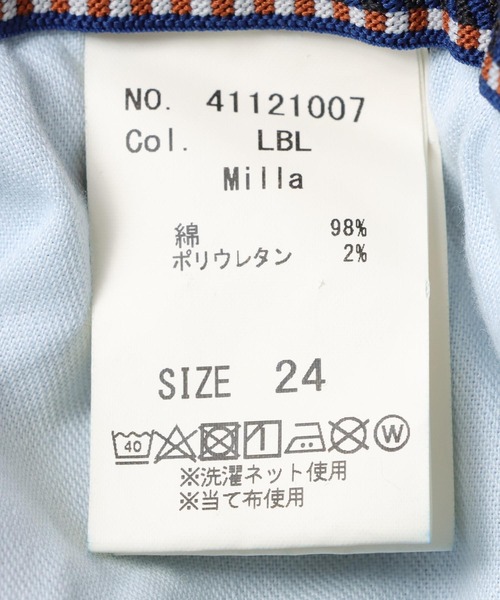 NO. 41121007
Col. LBL
Milla
綿 98%
ポリウレタン 2%
SIZE 24
40 W
※洗濯ネット使用
※当て布使用